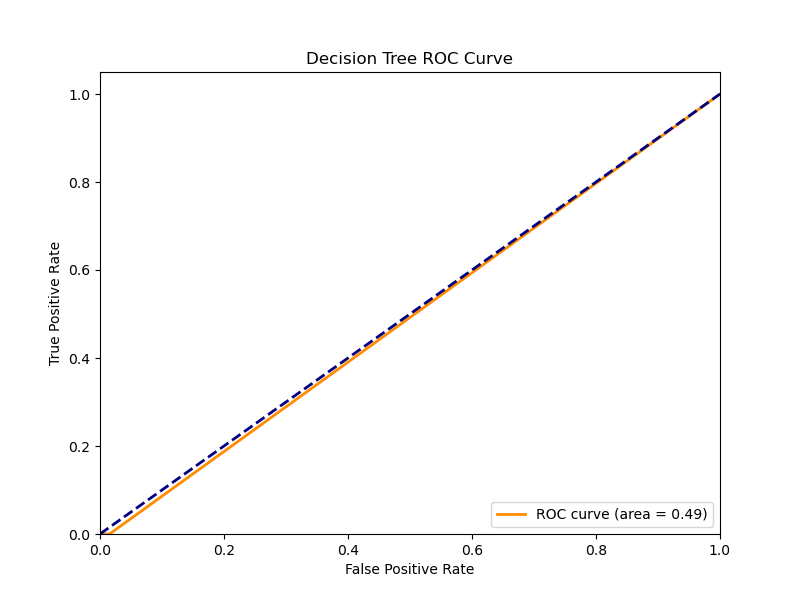 Decision Tree ROC Curve
True Positive Rate
1.0
0.8
0.6
0.4
0.2
0.0
0.0 0.2 0.4 0.6 0.8 1.0
False Positive Rate
ROC curve (area = 0.49)